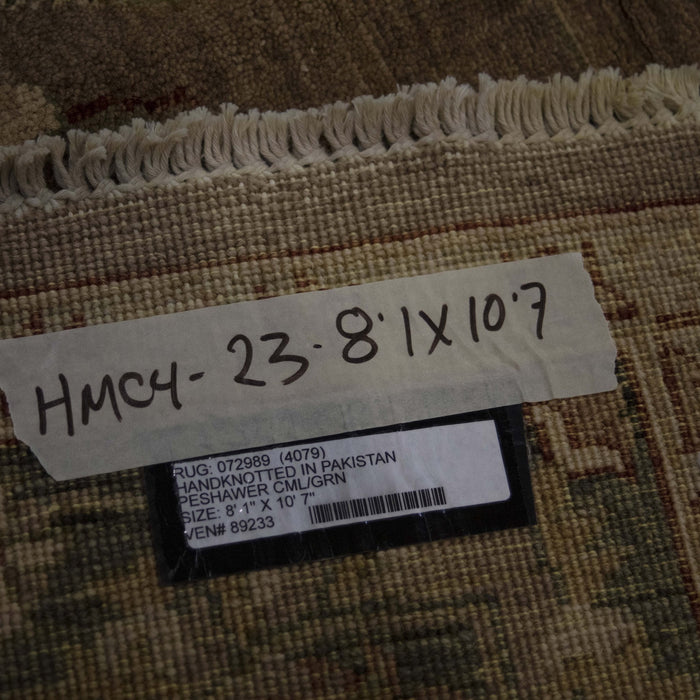 HMC4-23-8'1X10'7
RUG: 072989 (4079)
HANDKNOTTED IN PAKISTAN
PESHAWER CML/GRN
SIZE: 8' 1" X 10' 7"
VEN# 89233